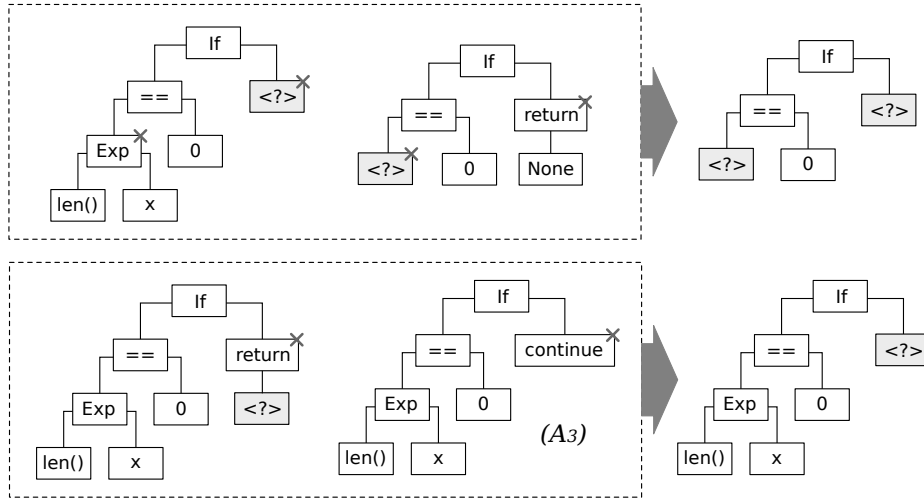 If
If
If
== <?>
== return
== <?>
Exp 0
<?> 0 None
<?> 0
len() x
If
If
If
== return
== continue
== <?>
Exp 0 <?>
Exp 0
Exp 0
len() x
len() x
(A3)
len() x